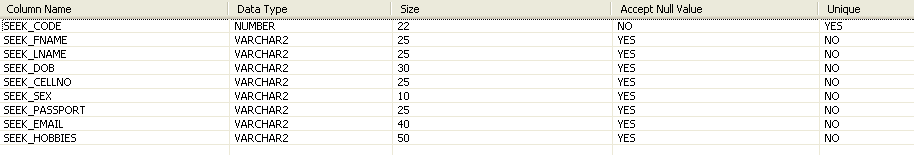 Column Name Data Type Size Accept Null Value Unique
SEEK_CODE NUMBER 22 NO YES
SEEK_FNAME VARCHAR2 25 YES NO
SEEK_LNAME VARCHAR2 25 YES NO
SEEK_DOB VARCHAR2 30 YES NO
SEEK_CELLNO VARCHAR2 25 YES NO
SEEK_SEX VARCHAR2 10 YES NO
SEEK_PASSPORT VARCHAR2 25 YES NO
SEEK_EMAIL VARCHAR2 40 YES NO
SEEK_HOBBIES VARCHAR2 50 YES NO